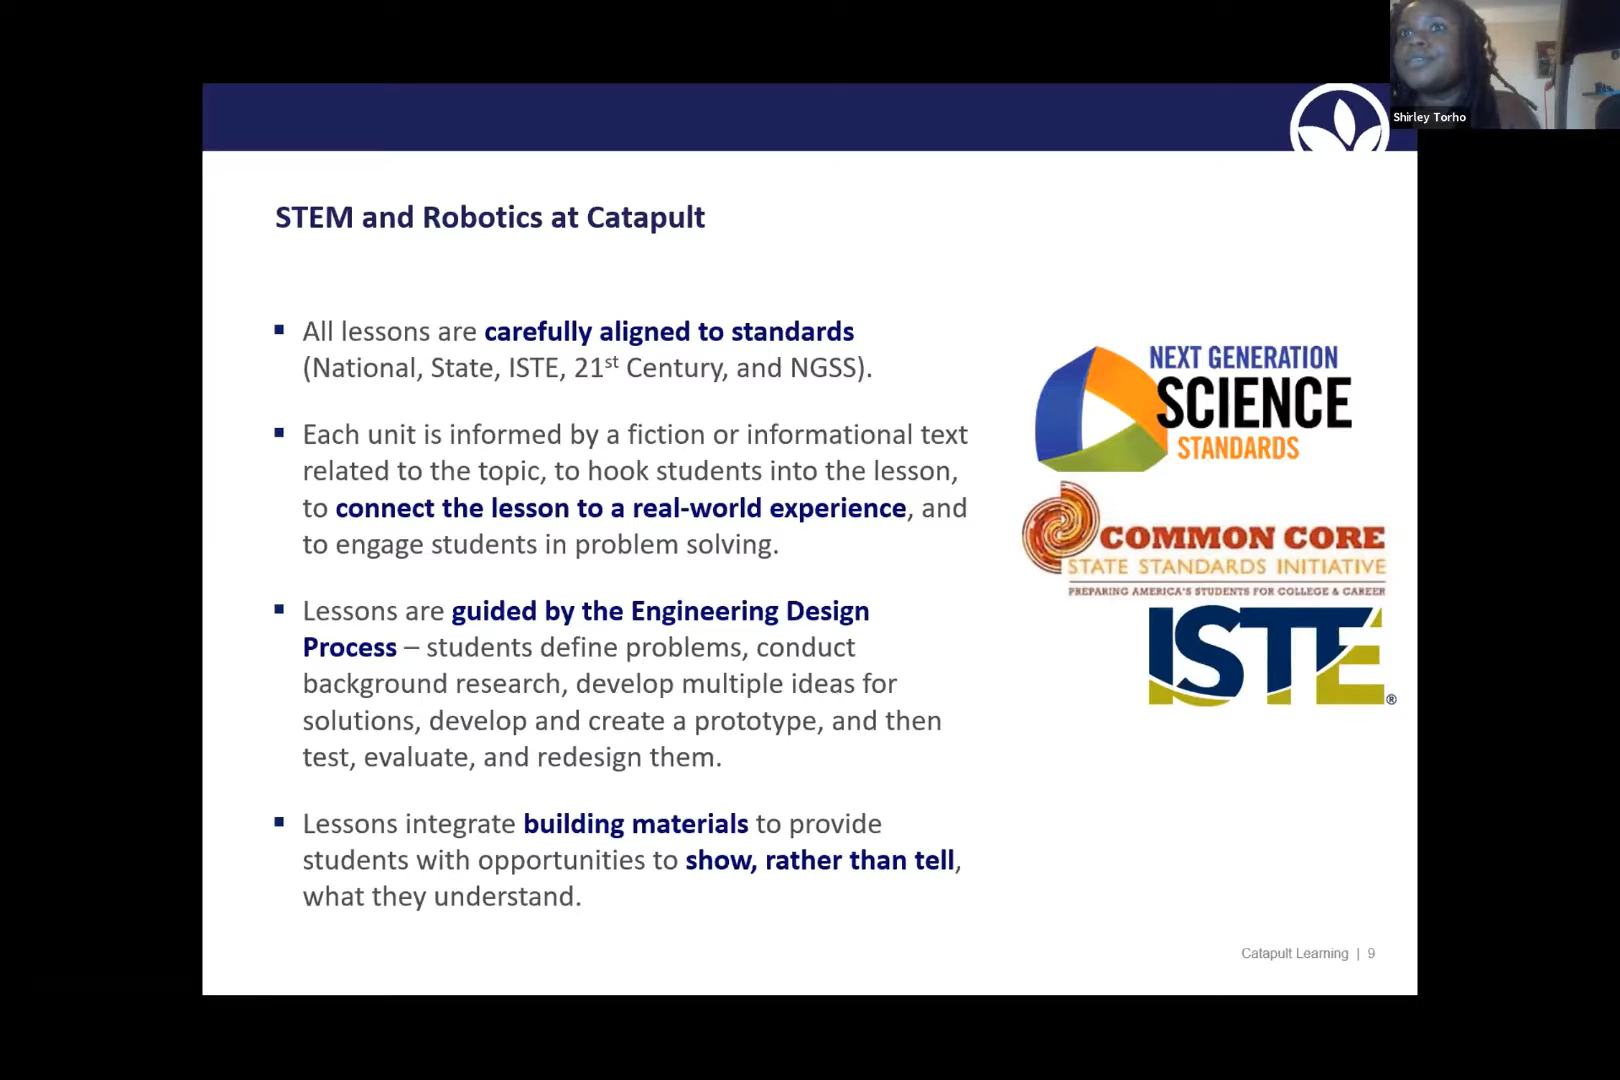 Shirley Torho
STEM and Robotics at Catapult
▪ All lessons are carefully aligned to standards
(National, State, ISTE, 21st Century, and NGSS).
▪ Each unit is informed by a fiction or informational text
related to the topic, to hook students into the lesson,
to connect the lesson to a real-world experience, and
to engage students in problem solving.
▪ Lessons are guided by the Engineering Design
Process – students define problems, conduct
background research, develop multiple ideas for
solutions, develop and create a prototype, and then
test, evaluate, and redesign them.
▪ Lessons integrate building materials to provide
students with opportunities to show, rather than tell,
what they understand.
NEXT GENERATION
SCIENCE
STANDARDS
COMMON CORE
STATE STANDARDS INITIATIVE
PREPARING AMERICA'S STUDENTS FOR COLLEGE & CAREER
ISTE®
Catapult Learning | 9